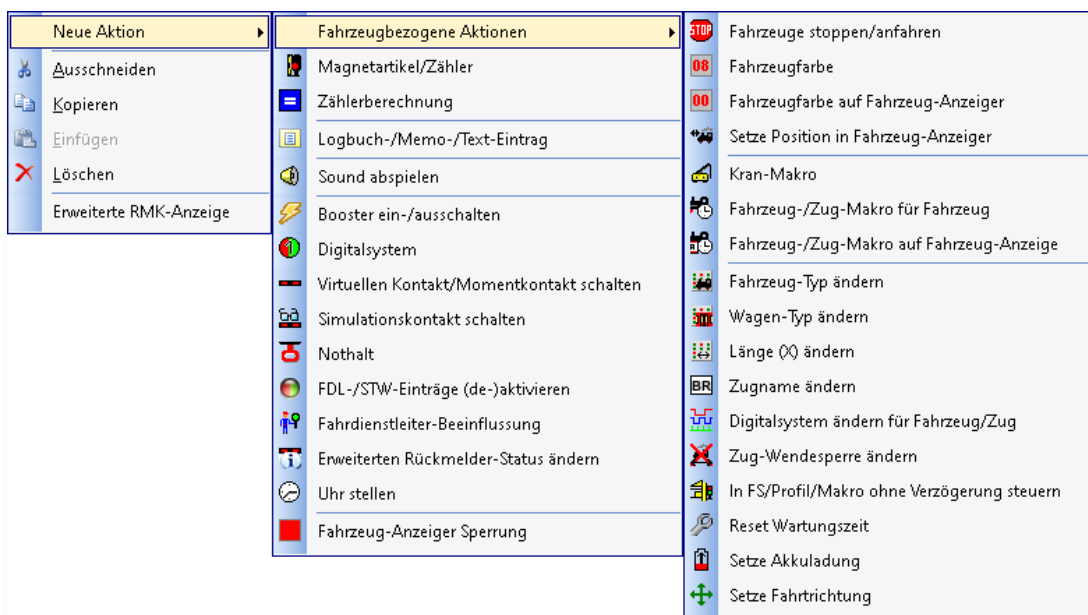 Neue Aktion
Ausschneiden
Kopieren
Einfügen
Löschen
Erweiterte RMK-Anzeige
Fahrzeugbezogene Aktionen
Magnetartikel/Zähler
Zählerberechnung
Logbuch-/Memo-/Text-Eintrag
Sound abspielen
Booster ein-/ausschalten
Digitalsystem
Virtuellen Kontakt/Momentkontakt schalten
Simulationskontakt schalten
Nothalt
FDL-/STW-Einträge (de-)aktivieren
Fahrdienstleiter-Beeinflussung
Erweiterten Rückmelder-Status ändern
Uhr stellen
Fahrzeug-Anzeiger Sperrung
STOP Fahrzeuge stoppen/anfahren
08 Fahrzeugfarbe
00 Fahrzeugfarbe auf Fahrzeug-Anzeiger
Setze Position in Fahrzeug-Anzeiger
Kran-Makro
Fahrzeug-/Zug-Makro für Fahrzeug
Fahrzeug-/Zug-Makro auf Fahrzeug-Anzeige
Fahrzeug-Typ ändern
Wagen-Typ ändern
Länge (X) ändern
BR Zugname ändern
Digitalsystem ändern für Fahrzeug/Zug
Zug-Wendesperre ändern
In FS/Profil/Makro ohne Verzögerung steuern
Reset Wartungszeit
Setze Akkuladung
Setze Fahrtrichtung